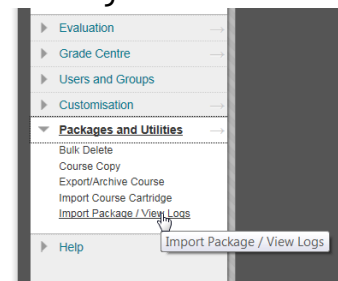 Evaluation
Grade Centre
Users and Groups
Customisation
Packages and Utilities
Bulk Delete
Course Copy
Export/Archive Course
Import Course Cartridge
Import Package / View Logs
Import Package / View Logs
Help